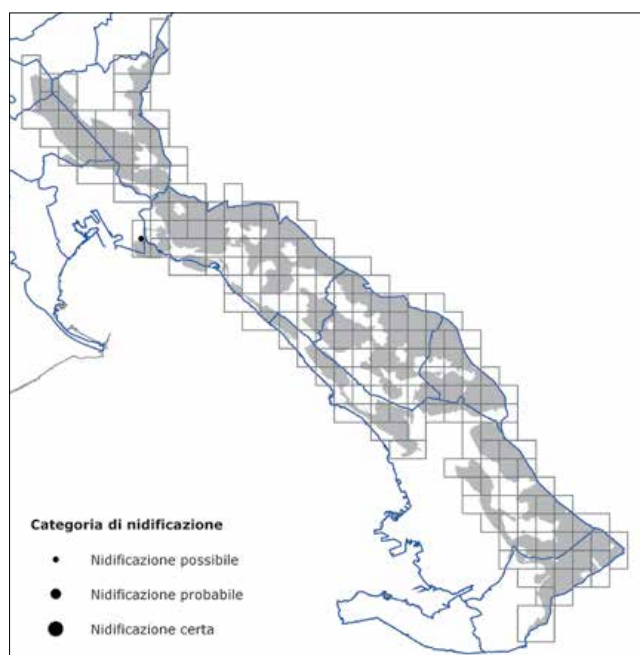 Categoria di nidificazione
Nidificazione possibile
Nidificazione probabile
Nidificazione certa